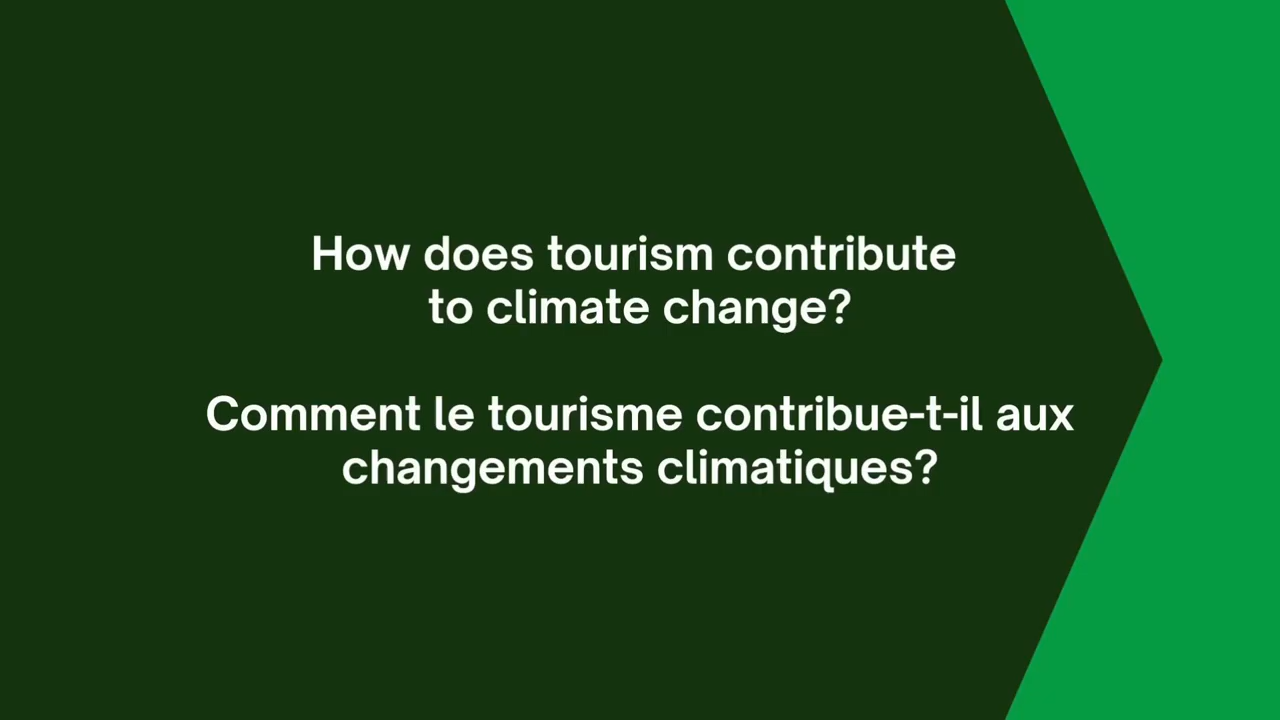 How does tourism contribute
to climate change?
Comment le tourisme contribue-t-il aux
changements climatiques?